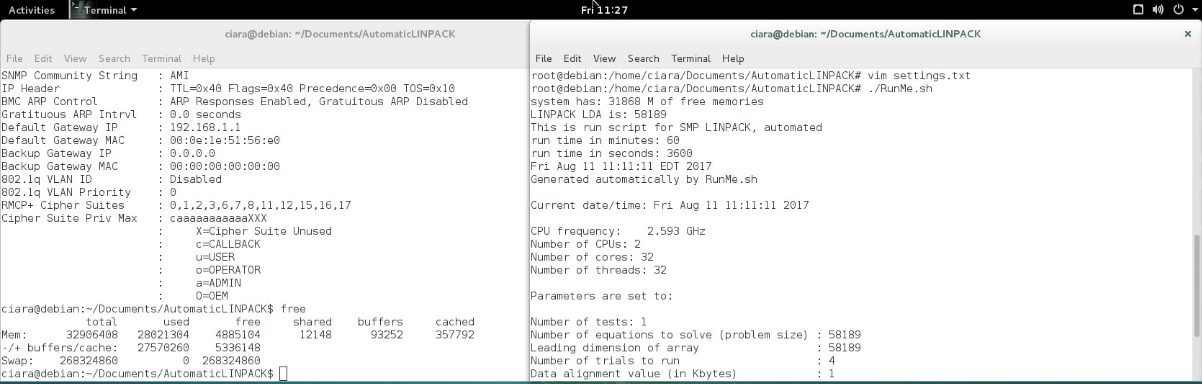 Activities Terminal Fri 11:27
ciara@debian: ~/Documents/AutomaticLINPACK
File Edit View Search Terminal Help
SNMP Community String : AMI
IP Header : TTL=0x40 Flags=0x40 Precedence=0x00 TOS=0x10
BMC ARP Control : ARP Responses Enabled, Gratuitous ARP Disabled
Gratituous ARP Intrvl : 0.0 seconds
Default Gateway IP : 192.168.1.1
Default Gateway MAC : 00:0e:1e:51:56:e0
Backup Gateway IP : 0.0.0.0
Backup Gateway MAC : 00:00:00:00:00:00
802.1q VLAN ID : Disabled
802.1q VLAN Priority : 0
RMCP+ Cipher Suites : 0,1,2,3,6,7,8,11,12,15,16,17
Cipher Suite Priv Max : caaaaaaaaaaaXXX
: X=Cipher Suite Unused
: c=CALLBACK
: u=USER
: o=OPERATOR
: a=ADMIN
: O=OEM
ciara@debian:~/Documents/AutomaticLINPACK$ free
total used free shared buffers cached
Mem: 32906408 28021304 4885104 12148 93252 357792
-/+ buffers/cache: 27570260 5336148
Swap: 268324860 0 268324860
ciara@debian:~/Documents/AutomaticLINPACK$
ciara@debian: ~/Documents/AutomaticLINPACK
File Edit View Search Terminal Help
root@debian:/home/ciara/Documents/AutomaticLINPACK# vim settings.txt
root@debian:/home/ciara/Documents/AutomaticLINPACK# ./RunMe.sh
system has: 31868 M of free memories
LINPACK LDA is: 58189
This is run script for SMP LINPACK, automated
run time in minutes: 60
run time in seconds: 3600
Fri Aug 11 11:11:11 EDT 2017
Generated automatically by RunMe.sh
Current date/time: Fri Aug 11 11:11:11 2017
CPU frequency: 2.593 GHz
Number of CPUs: 2
Number of cores: 32
Number of threads: 32
Parameters are set to:
Number of tests: 1
Number of equations to solve (problem size) : 58189
Leading dimension of array : 58189
Number of trials to run : 4
Data alignment value (in Kbytes) : 1